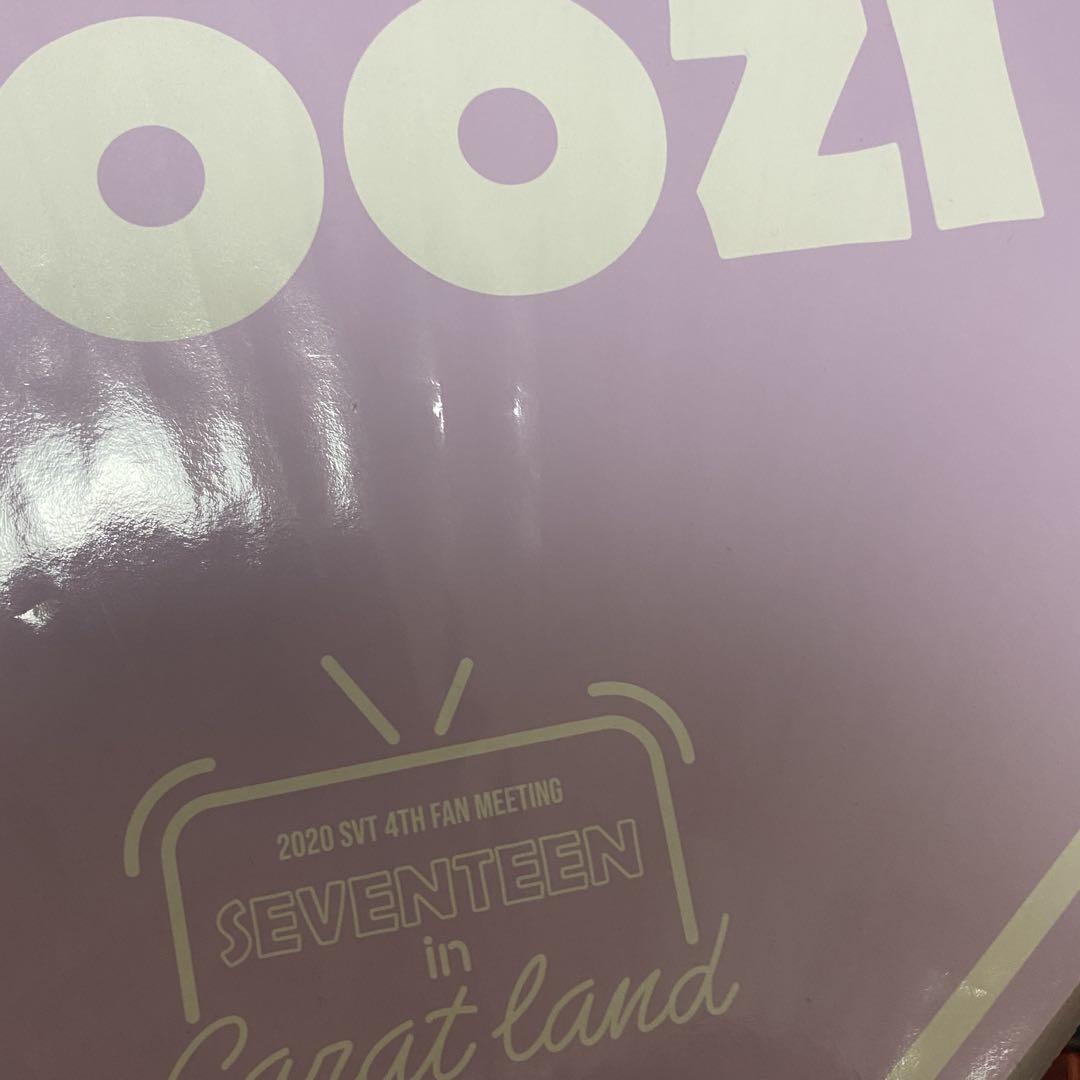 OOZI
2020 SVT 4TH FAN MEETING
SEVENTEEN
in
Carat land